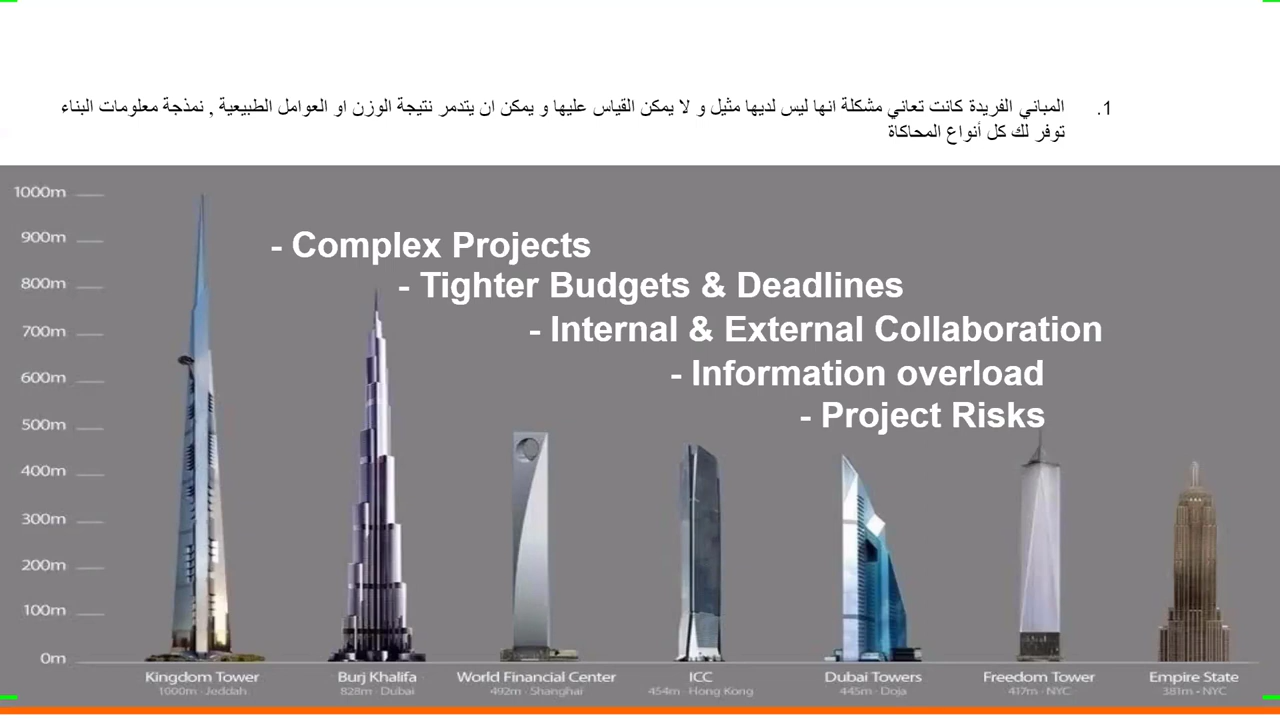 1. المباني الفريدة كانت تعاني مشكلة انها ليس لديها مثيل و لا يمكن القياس عليها و يمكن ان يتدمر نتيجة الوزن او العوامل الطبيعية , نمذجة معلومات البناء
توفر لك كل أنواع المحاكاة
1000m
900m
800m
700m
600m
500m
400m
300m
200m
100m
0m
- Complex Projects
- Tighter Budgets & Deadlines
- Internal & External Collaboration
- Information overload
- Project Risks
Kingdom Tower
1000m - Jeddah
Burj Khalifa
828m - Dubai
World Financial Center
492m - Shanghai
ICC
454m - Hong Kong
Dubai Towers
445m - Doja
Freedom Tower
417m - NYC
Empire State
381m - NYC